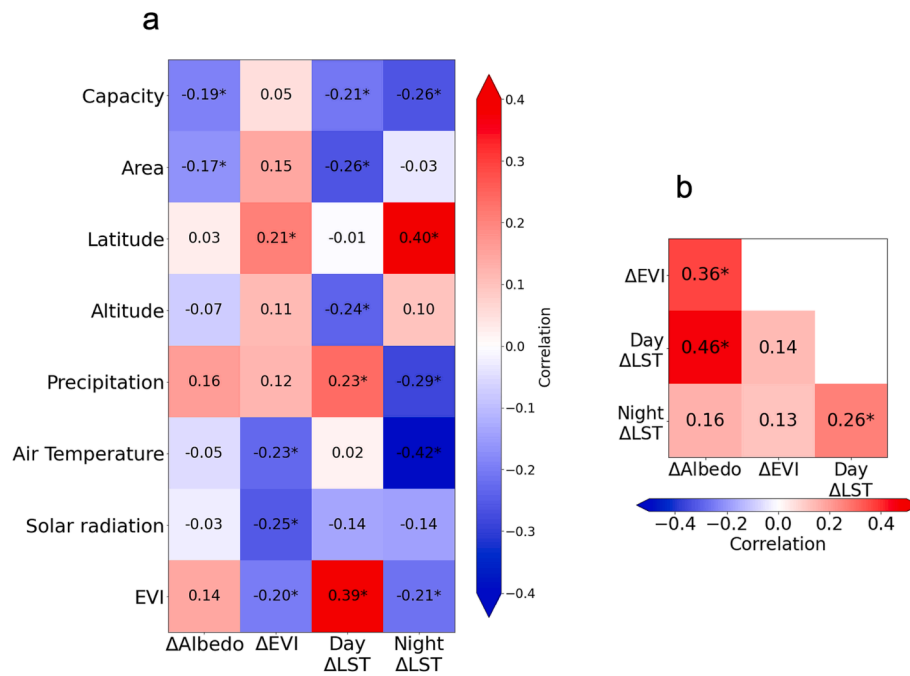 a
Capacity -0.19* 0.05 -0.21* -0.26*
Area -0.17* 0.15 -0.26* -0.03
Latitude 0.03 0.21* -0.01 0.40*
Altitude -0.07 0.11 -0.24* 0.10
Precipitation 0.16 0.12 0.23* -0.29*
Air Temperature -0.05 -0.23* 0.02 -0.42*
Solar radiation -0.03 -0.25* -0.14 -0.14
EVI 0.14 -0.20* 0.39* -0.21*
ΔAlbedo ΔEVI Day Night
ΔLST ΔLST
0.4
0.3
0.2
0.1
0.0
−0.1
−0.2
−0.3
−0.4
Correlation
b
ΔEVI 0.36*
Day
ΔLST 0.46* 0.14
Night
ΔLST 0.16 0.13 0.26*
ΔAlbedo ΔEVI Day
ΔLST
−0.4 −0.2 0.0 0.2 0.4
Correlation